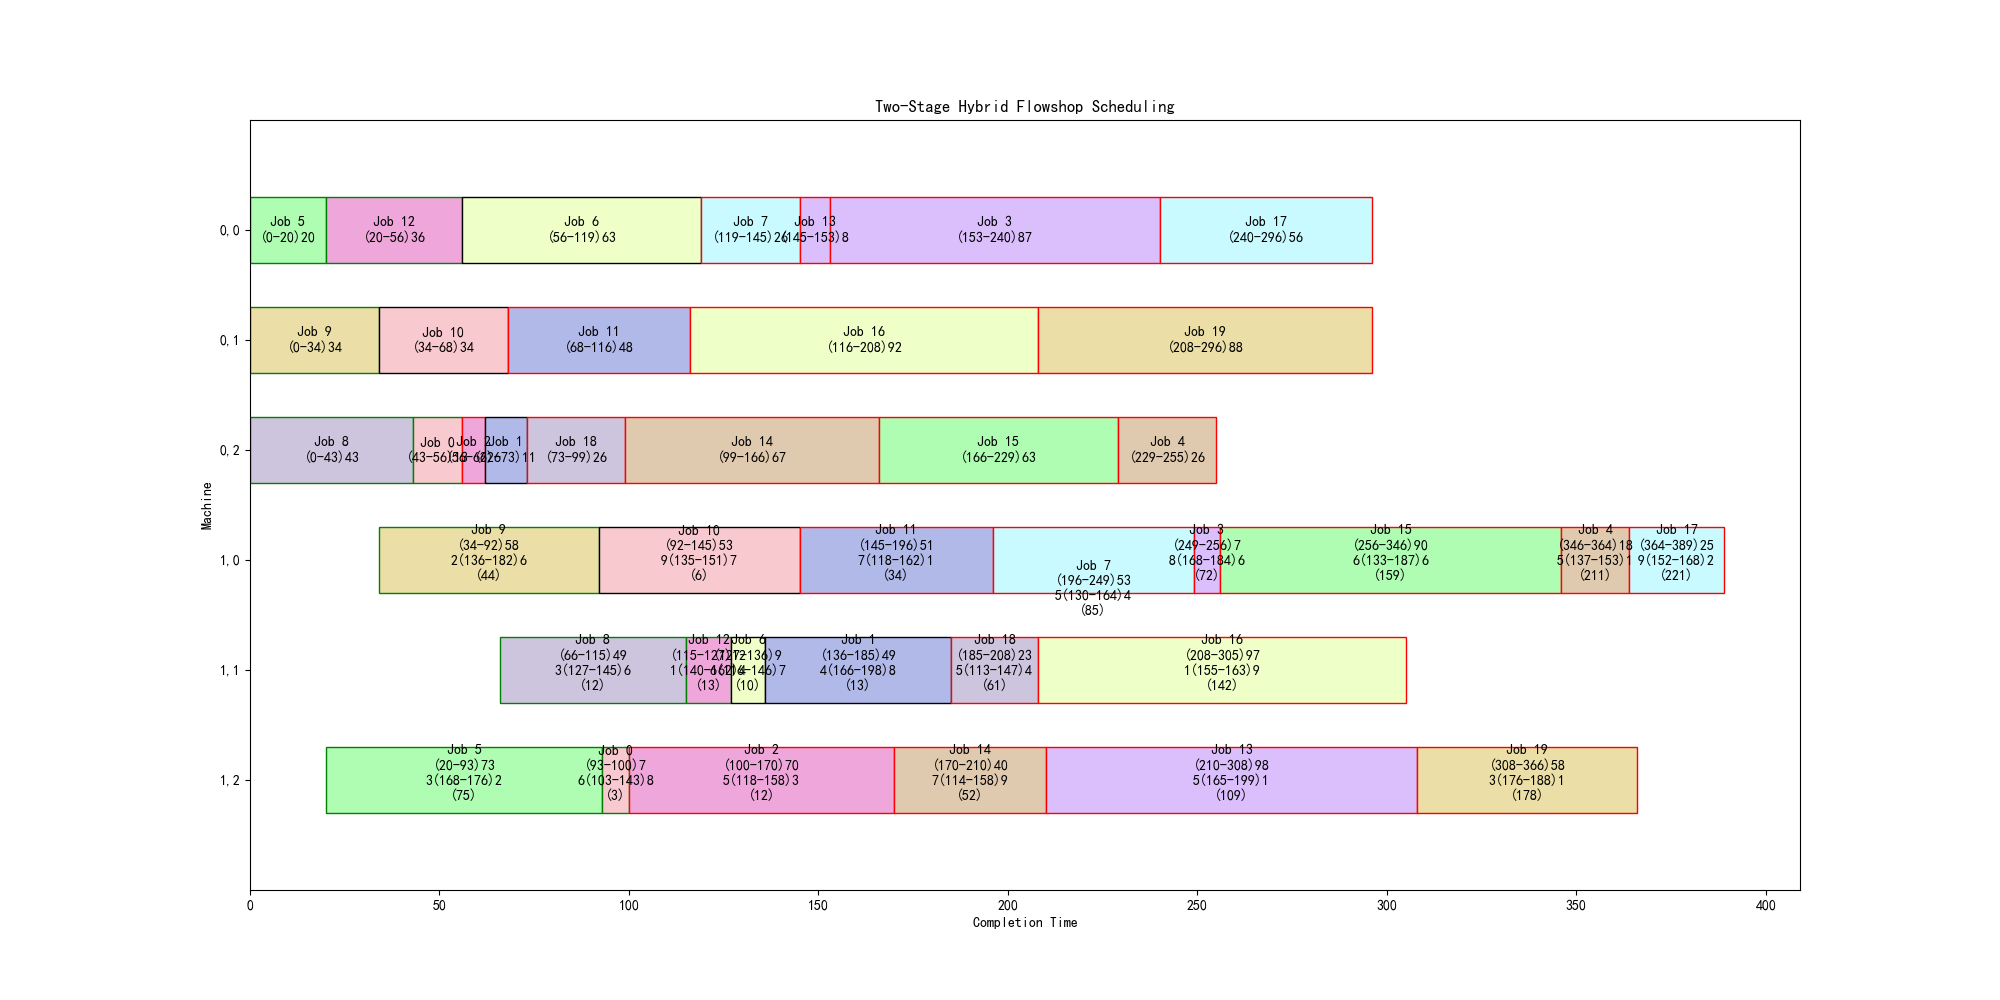 Two-Stage Hybrid Flowshop Scheduling
0,0
Job 5
(0-20)20
Job 12
(20-56)36
Job 6
(56-119)63
Job 7
(119-145)26
Job 13
(145-153)8
Job 3
(153-240)87
Job 17
(240-296)56
0,1
Job 9
(0-34)34
Job 10
(34-68)34
Job 11
(68-116)48
Job 16
(116-208)92
Job 19
(208-296)88
0,2
Job 8
(0-43)43
Job 0
(43-56)13
Job 2
Job 1
(62-73)11
Job 18
(73-99)26
Job 14
(99-166)67
Job 15
(166-229)63
Job 4
(229-255)26
Machine
1,0
Job 9
(34-92)58
2(136-182)6
(44)
Job 10
(92-145)53
9(135-151)7
(6)
Job 11
(145-196)51
7(118-162)1
(34)
Job 7
(196-249)53
5(130-164)4
(85)
Job 3
(249-256)7
8(168-184)6
(72)
Job 15
(256-346)90
6(133-187)6
(159)
Job 4
(346-364)18
5(137-153)1
(211)
Job 17
(364-389)25
9(152-168)2
(221)
1,1
Job 8
(66-115)49
3(127-145)6
(12)
Job 12
(115-127)12
(13)
Job 6
(127-136)9
(10)
Job 1
(136-185)49
4(166-198)8
(13)
Job 18
(185-208)23
5(113-147)4
(61)
Job 16
(208-305)97
1(155-163)9
(142)
1,2
Job 5
(20-93)73
3(168-176)2
(75)
Job 0
(93-100)7
6(103-143)8
(3)
Job 2
(100-170)70
5(118-158)3
(12)
Job 14
(170-210)40
7(114-158)9
(52)
Job 13
(210-308)98
5(165-199)1
(109)
Job 19
(308-366)58
3(176-188)1
(178)
0
50
100
150
200
250
300
350
400
Completion Time